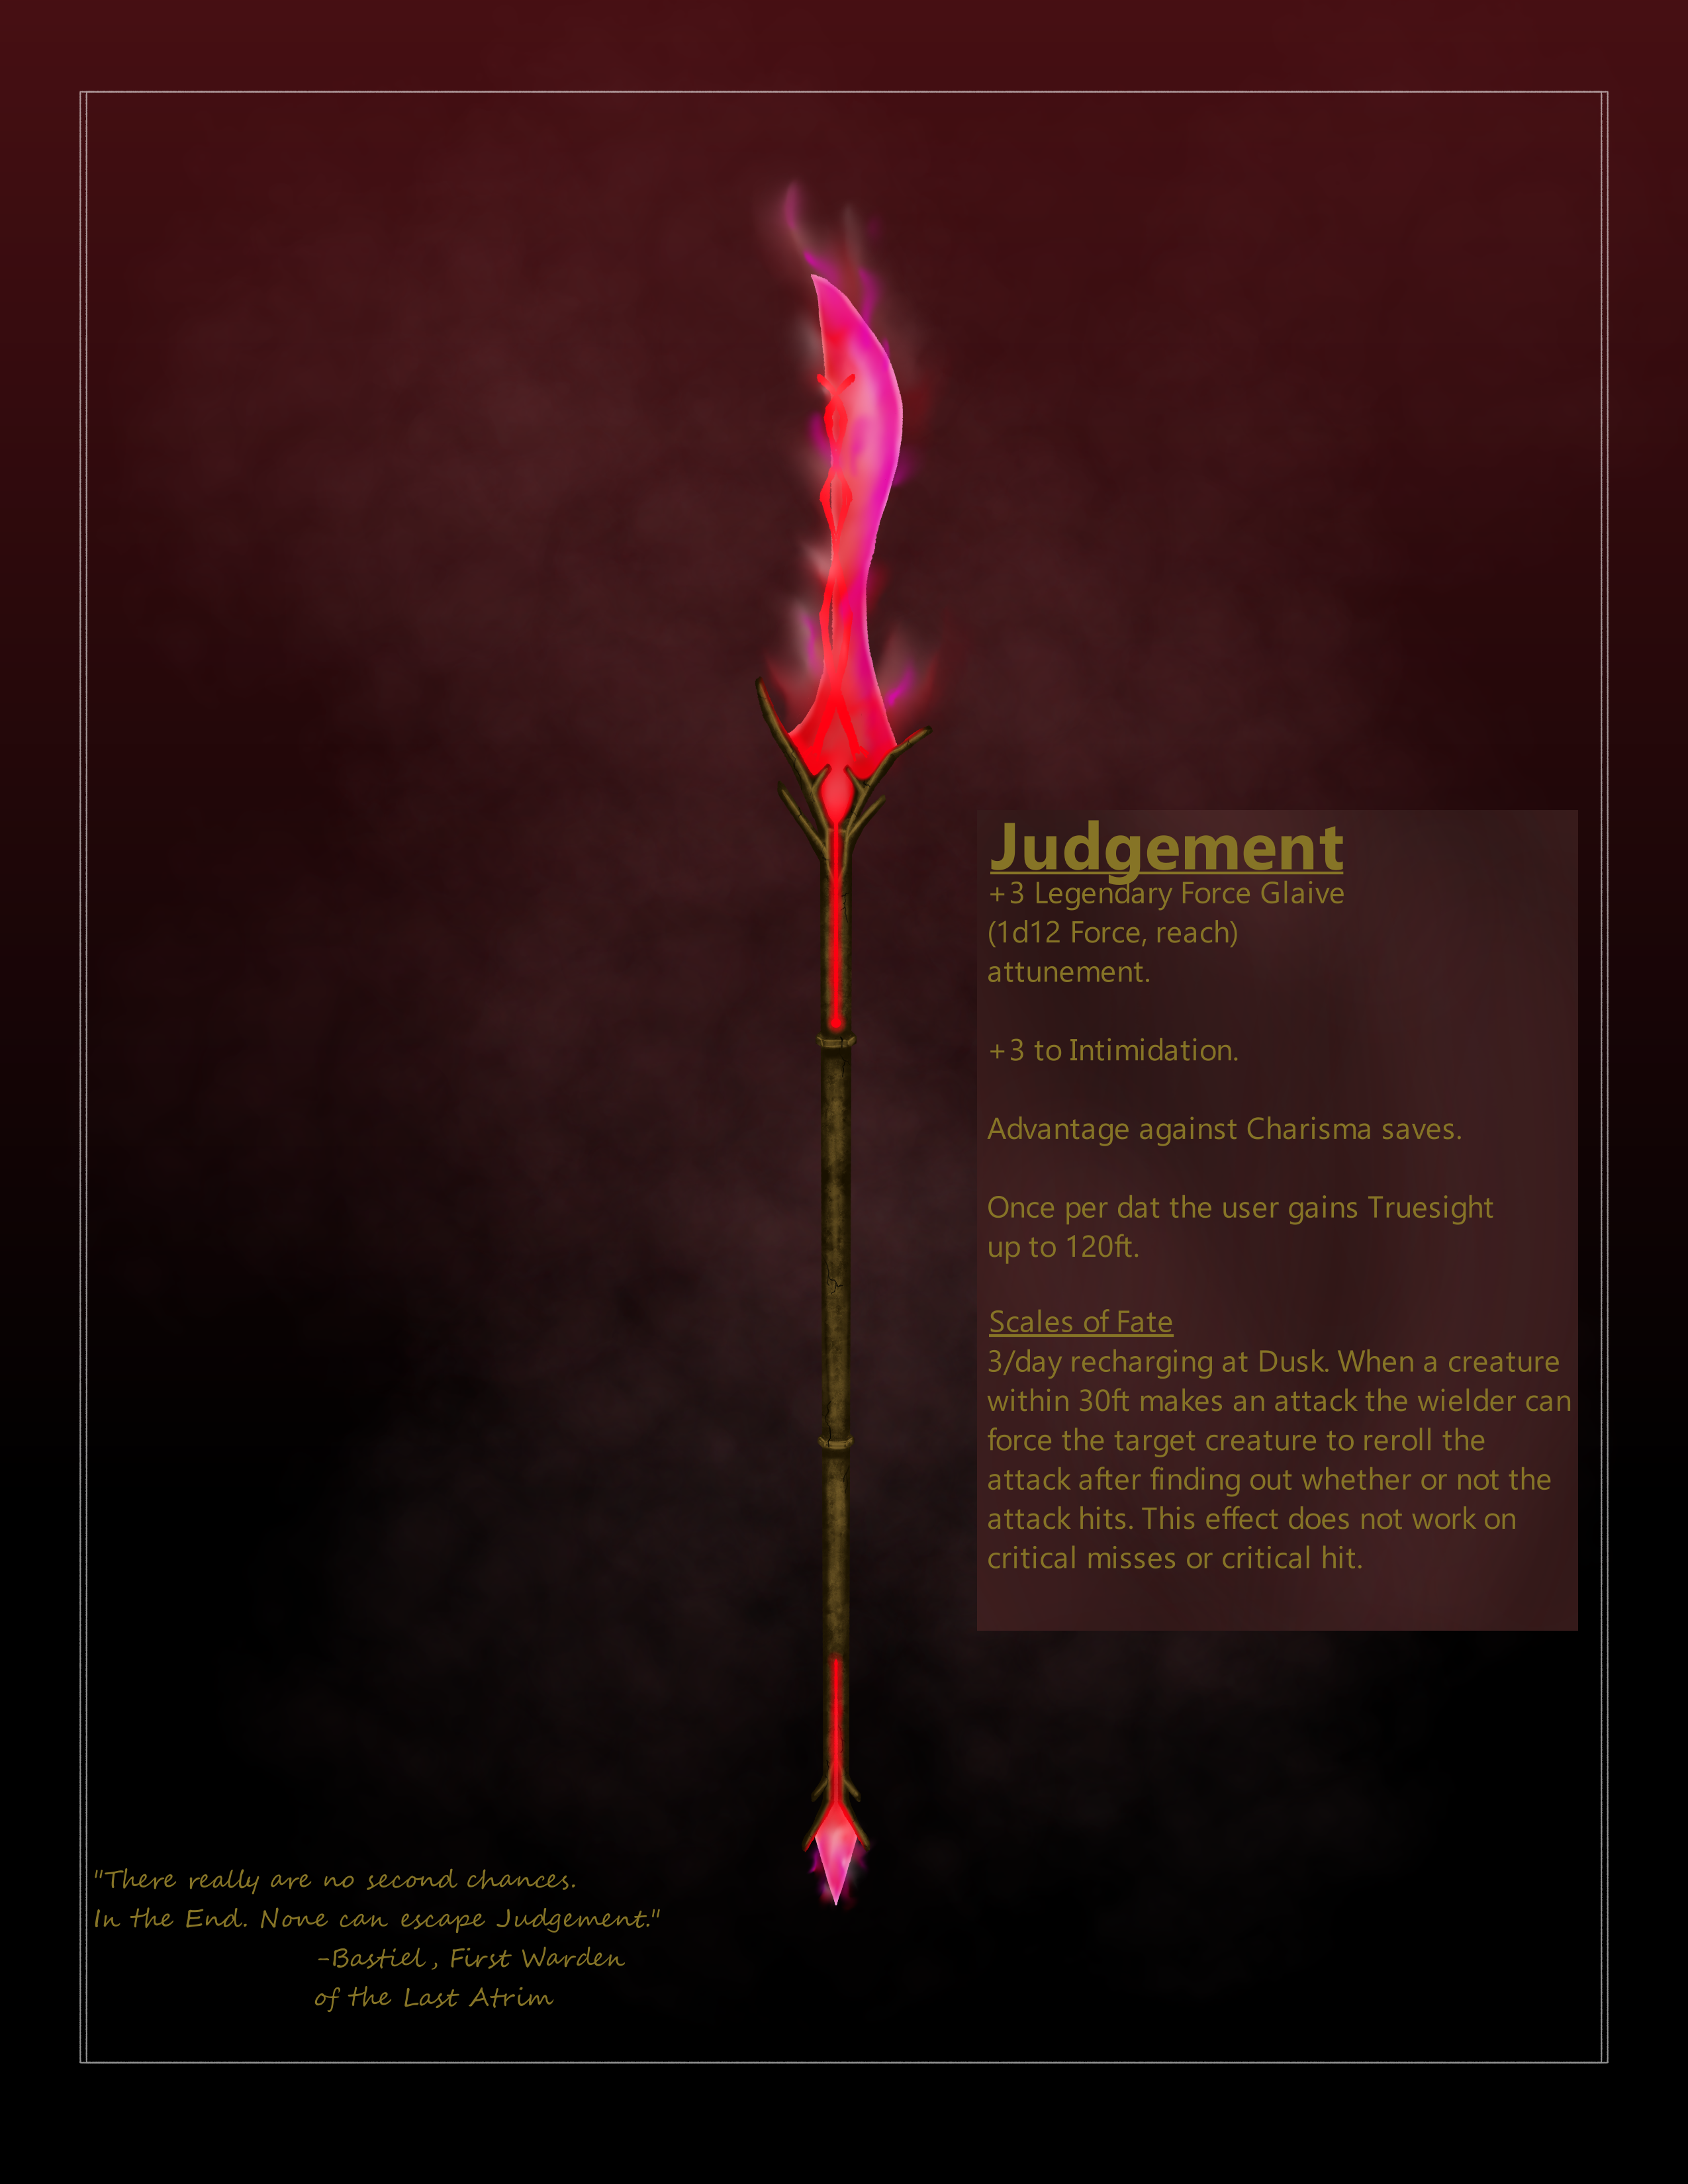 Judgement
+3 Legendary Force Glaive
(1d12 Force, reach)
attunement.
+3 to Intimidation.
Advantage against Charisma saves.
Once per dat the user gains Truesight
up to 120ft.
Scales of Fate
3/day recharging at Dusk. When a creature
within 30ft makes an attack the wielder can
force the target creature to reroll the
attack after finding out whether or not the
attack hits. This effect does not work on
critical misses or critical hit.
"There really are no second chances.
In the End. None can escape Judgement."
-Bastiel, First Warden
of the Last Atrim